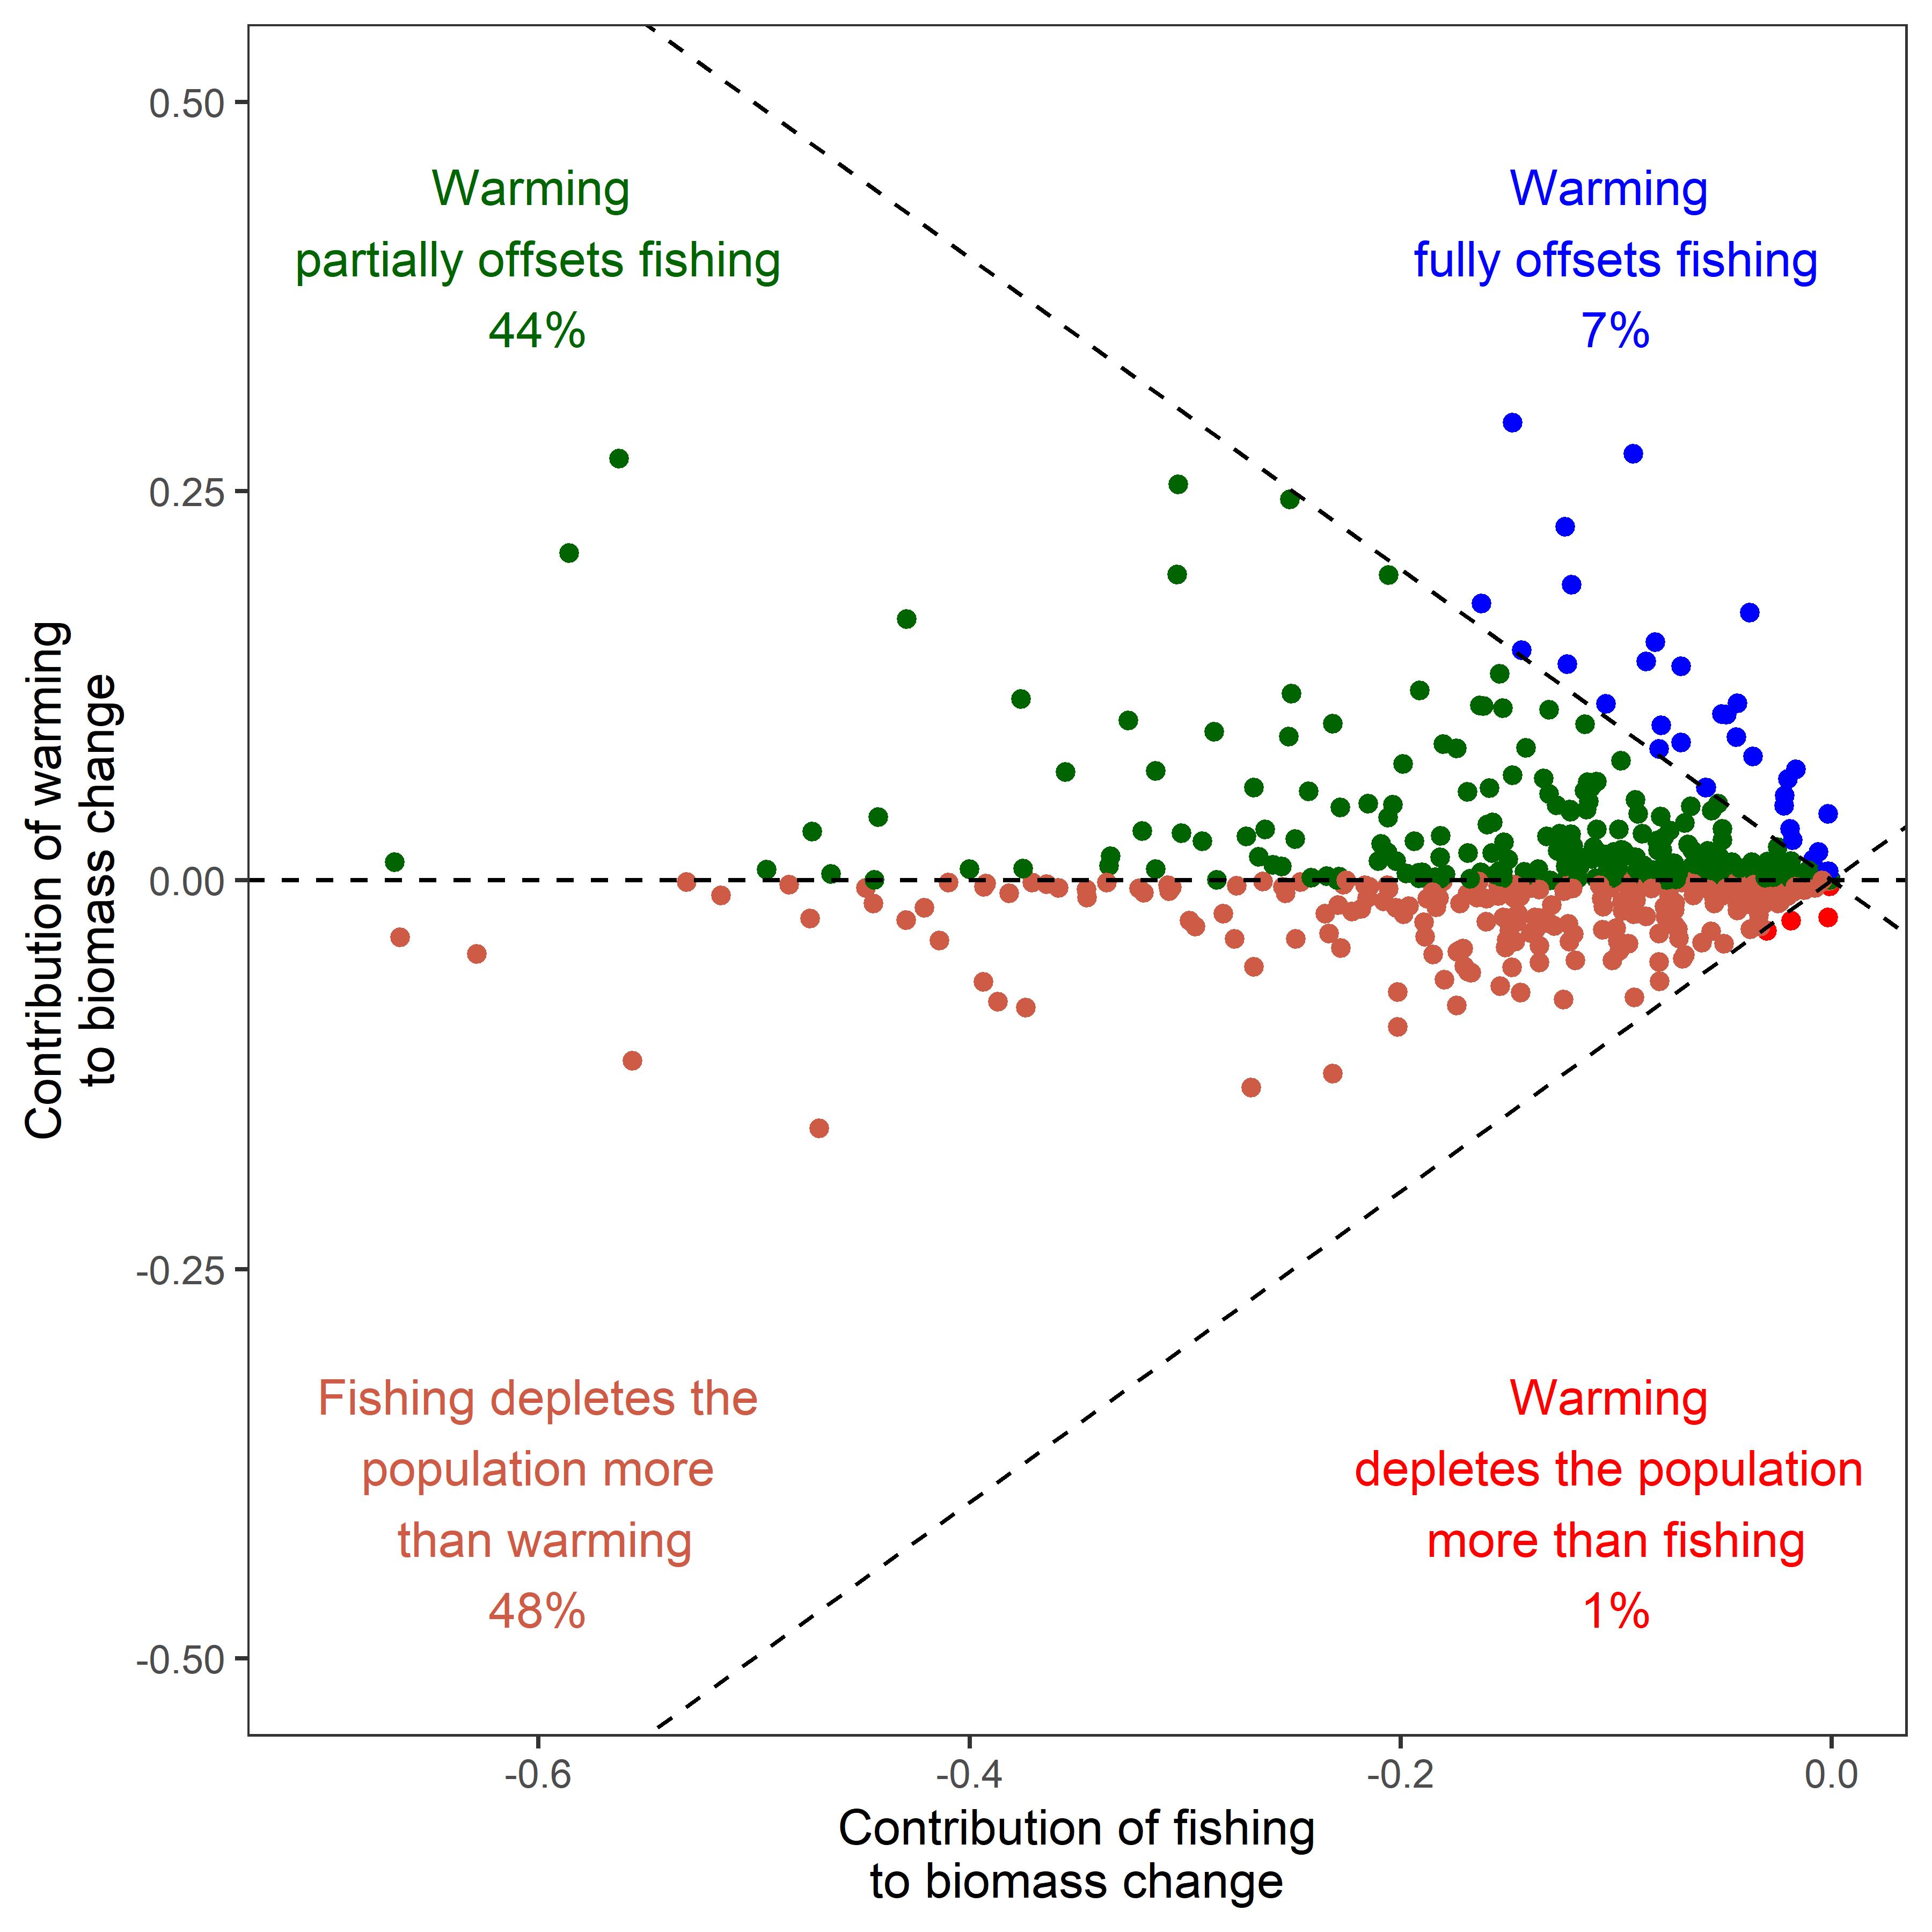 Warming
partially offsets fishing
44%
Warming
fully offsets fishing
7%
Fishing depletes the
population more
than warming
48%
Warming
depletes the population
more than fishing
1%
0.50
0.25
0.00
-0.25
-0.50
Contribution of warming
to biomass change
-0.6
-0.4
-0.2
0.0
Contribution of fishing
to biomass change